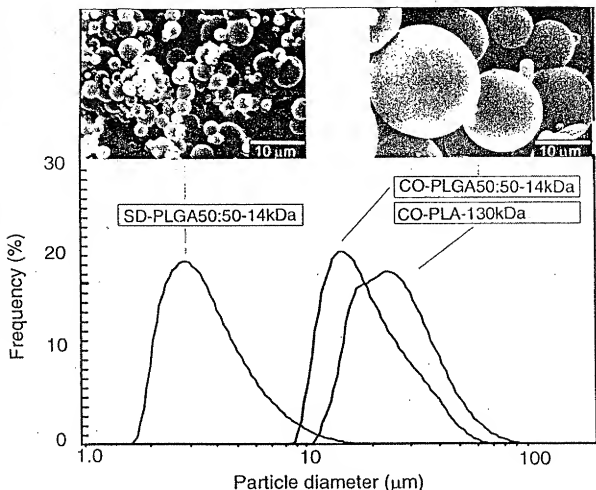 10 µm
10 µm
30
CO-PLGA50:50-14kDa
SD-PLGA50:50-14kDa
CO-PLA-130kDa
20
Frequency (%)
10
0
1.0
10
100
Particle diameter (µm)